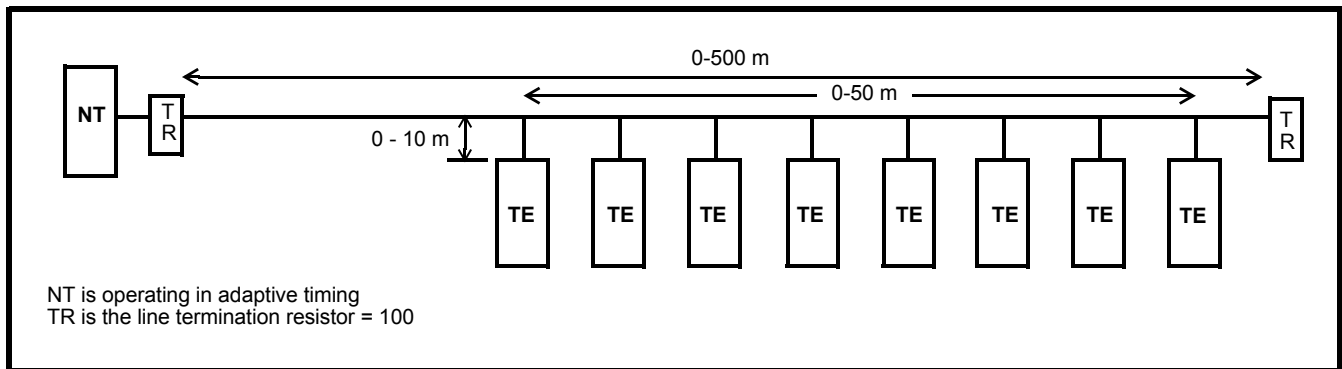 0-500 m
0-50 m
NT
T
R
T
R
0 - 10 m
TE
TE
TE
TE
TE
TE
TE
TE
NT is operating in adaptive timing
TR is the line termination resistor = 100